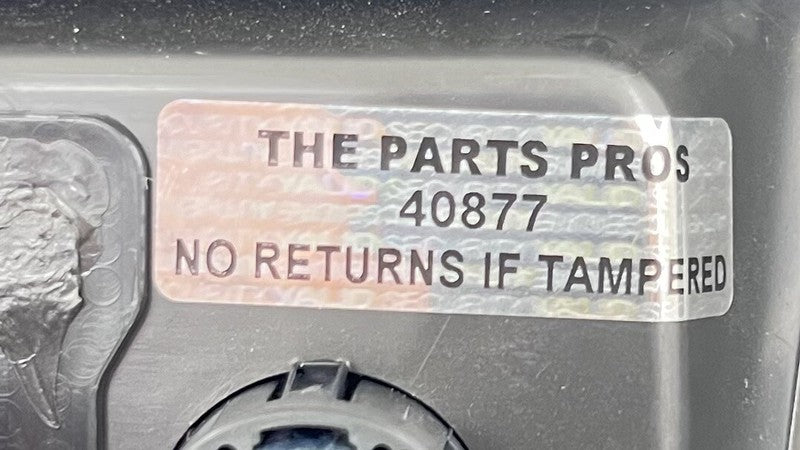 THE PARTS PROS
40877
NO RETURNS IF TAMPERED